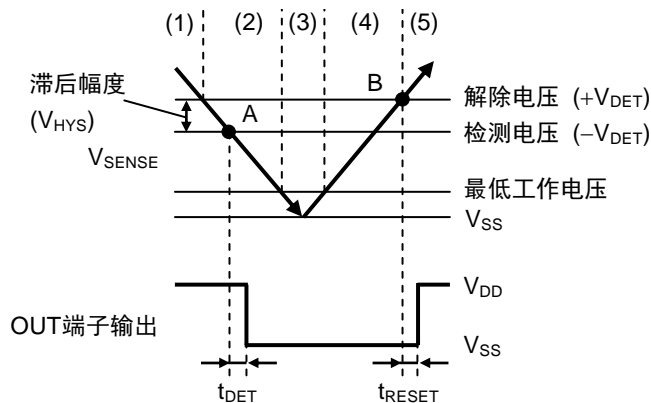 (1) (2) (3) (4) (5)
滞后幅度
(VHYS)
A
B
解除电压 (+VDET)
检测电压 (−VDET)
VSENSE
最低工作电压
VSS
VDD
OUT端子输出
VSS
tDET
tRESET